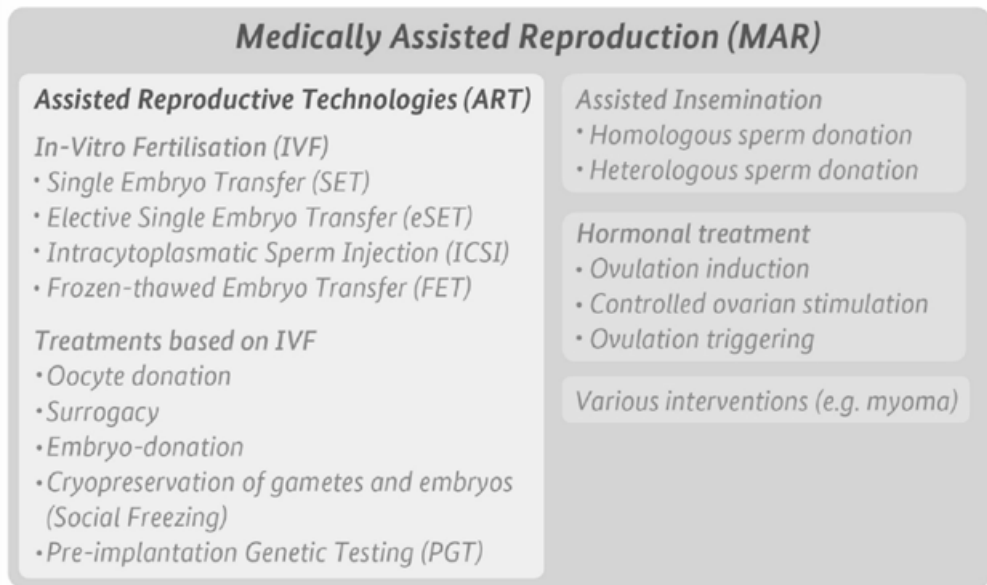 Medically Assisted Reproduction (MAR)
Assisted Reproductive Technologies (ART)
In-Vitro Fertilisation (IVF)
• Single Embryo Transfer (SET)
• Elective Single Embryo Transfer (eSET)
• Intracytoplasmatic Sperm Injection (ICSI)
• Frozen-thawed Embryo Transfer (FET)
Treatments based on IVF
• Oocyte donation
• Surrogacy
• Embryo-donation
• Cryopreservation of gametes and embryos
(Social Freezing)
• Pre-implantation Genetic Testing (PGT)
Assisted Insemination
• Homologous sperm donation
• Heterologous sperm donation
Hormonal treatment
• Ovulation induction
• Controlled ovarian stimulation
• Ovulation triggering
Various interventions (e.g. myoma)